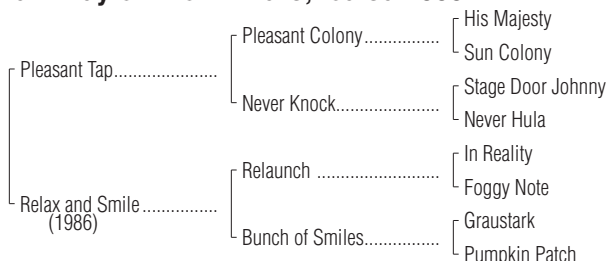 His Majesty
Pleasant Colony................
Sun Colony
Pleasant Tap......................
Stage Door Johnny
Never Knock......................
Never Hula
In Reality
Relaunch ..........................
Foggy Note
Relax and Smile................
(1986)
Graustark
Bunch of Smiles................
Pumpkin Patch